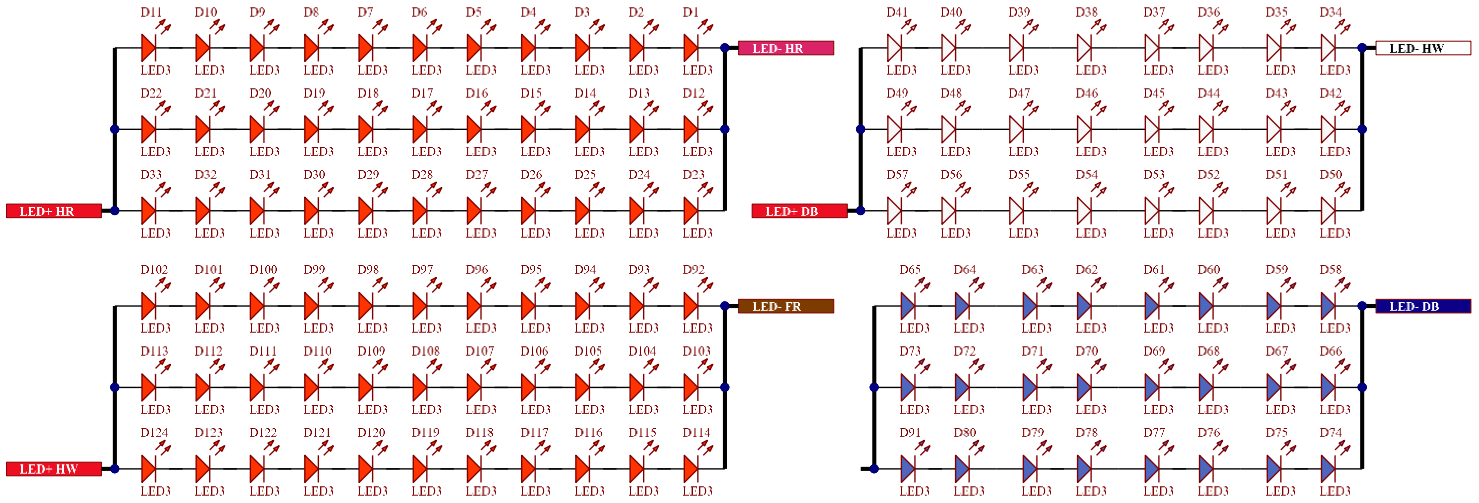 D11 D10 D9 D8 D7 D6 D5 D4 D3 D2 D1
LED- HR
LED3 LED3 LED3 LED3 LED3 LED3 LED3 LED3 LED3 LED3 LED3
D22 D21 D20 D19 D18 D17 D16 D15 D14 D13 D12
LED3 LED3 LED3 LED3 LED3 LED3 LED3 LED3 LED3 LED3 LED3
D33 D32 D31 D30 D29 D28 D27 D26 D25 D24 D23
LED+ HR
LED3 LED3 LED3 LED3 LED3 LED3 LED3 LED3 LED3 LED3 LED3
D41 D40 D39 D38 D37 D36 D35 D34
LED- HW
LED3 LED3 LED3 LED3 LED3 LED3 LED3 LED3
D49 D48 D47 D46 D45 D44 D43 D42
LED3 LED3 LED3 LED3 LED3 LED3 LED3 LED3
D57 D56 D55 D54 D53 D52 D51 D50
LED+ DB
LED3 LED3 LED3 LED3 LED3 LED3 LED3 LED3
D102 D101 D100 D99 D98 D97 D96 D95 D94 D93 D92
LED- FR
LED3 LED3 LED3 LED3 LED3 LED3 LED3 LED3 LED3 LED3 LED3
D113 D112 D111 D110 D109 D108 D107 D106 D105 D104 D103
LED3 LED3 LED3 LED3 LED3 LED3 LED3 LED3 LED3 LED3 LED3
D124 D123 D122 D121 D120 D119 D118 D117 D116 D115 D114
LED+ HW
LED3 LED3 LED3 LED3 LED3 LED3 LED3 LED3 LED3 LED3 LED3
D65 D64 D63 D62 D61 D60 D59 D58
LED- DB
LED3 LED3 LED3 LED3 LED3 LED3 LED3 LED3
D73 D72 D71 D70 D69 D68 D67 D66
LED3 LED3 LED3 LED3 LED3 LED3 LED3 LED3
D91 D80 D79 D78 D77 D76 D75 D74
LED3 LED3 LED3 LED3 LED3 LED3 LED3 LED3